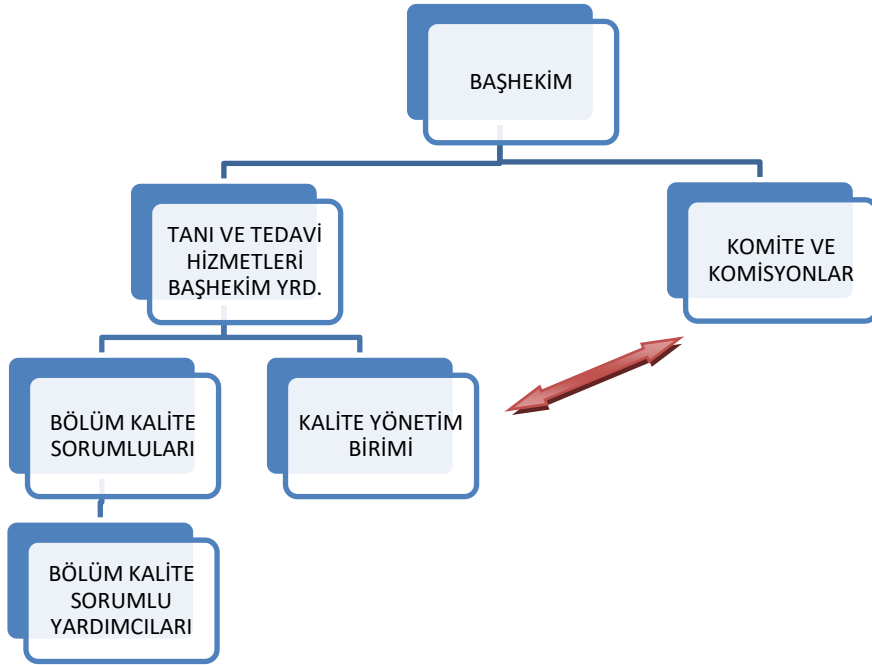 BAŞHEKİM
TANI VE TEDAVİ
HİZMETLERİ
BAŞHEKİM YRD.
KOMİTE VE
KOMİSYONLAR
BÖLÜM KALİTE
SORUMLULARI
KALİTE YÖNETİM
BİRİMİ
BÖLÜM KALİTE
SORUMLU
YARDIMCILARI